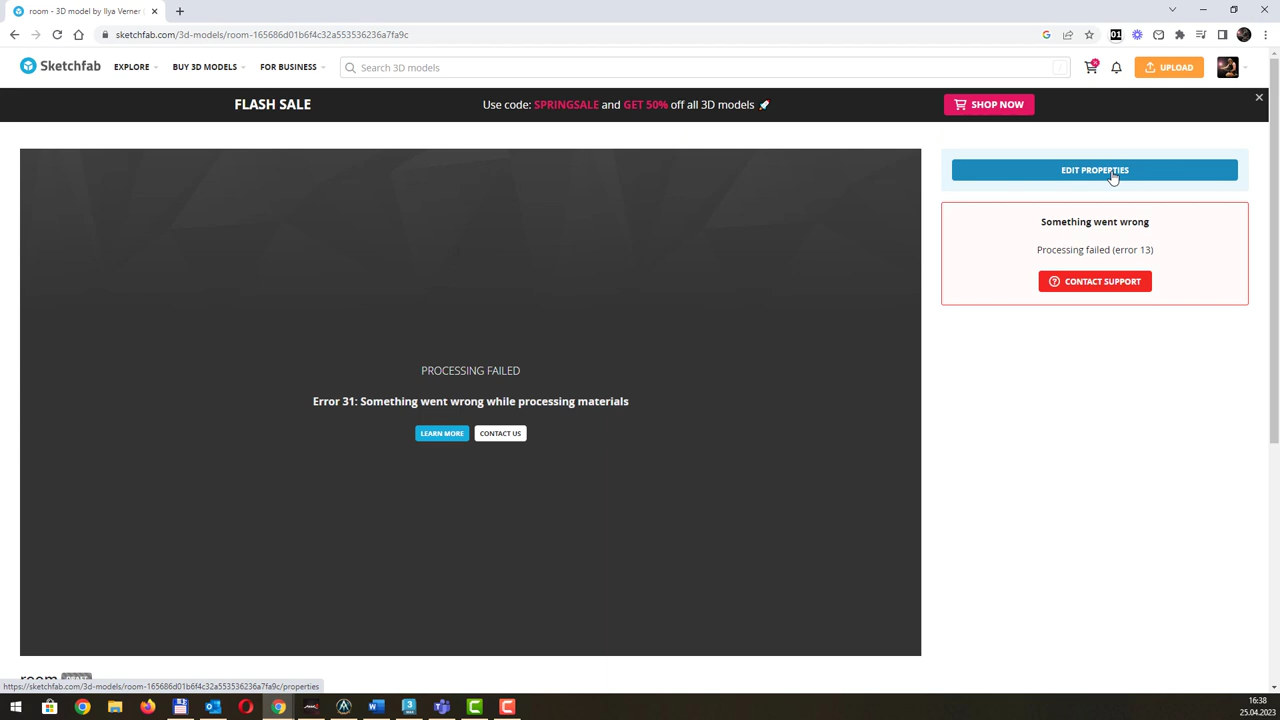 room - 3D model by Ilya Verner
sketchfab.com/3d-models/room-165686d01b6f4c32a553536236a7fa9c
01
Sketchfab
EXPLORE
BUY 3D MODELS
FOR BUSINESS
Search 3D models
/
UPLOAD
FLASH SALE
Use code: SPRINGSALE and GET 50% off all 3D models
SHOP NOW
EDIT PROPERTIES
Something went wrong
Processing failed (error 13)
CONTACT SUPPORT
PROCESSING FAILED
Error 31: Something went wrong while processing materials
LEARN MORE
CONTACT US
https://sketchfab.com/3d-models/room-165686d01b6f4c32a553536236a7fa9c/properties
16:38
25.04.2023